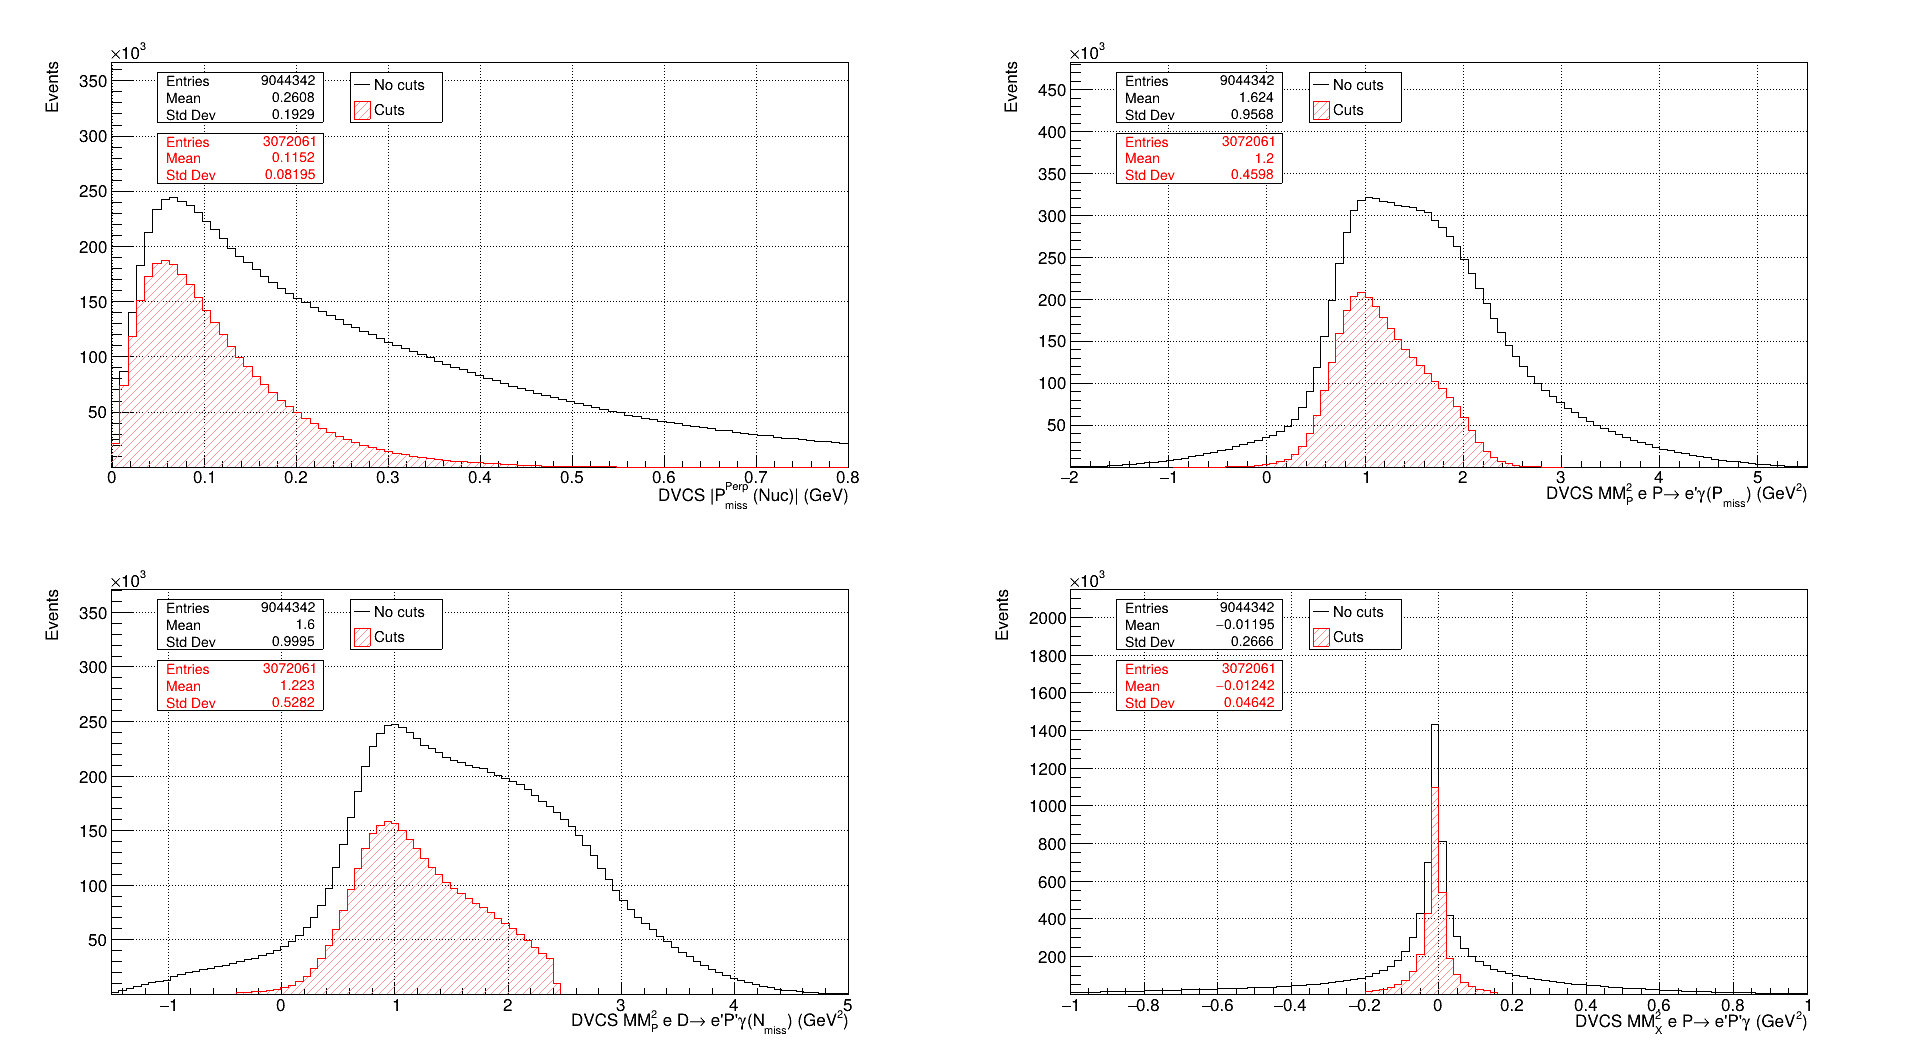 ×10³
Events
350
300
250
200
150
100
50
Entries 9044342
Mean 0.2608
Std Dev 0.1929
Entries 3072061
Mean 0.1152
Std Dev 0.08195
No cuts
Cuts
0 0.1 0.2 0.3 0.4 0.5 0.6 0.7 0.8
DVCS |P^Perp_miss (Nuc)| (GeV)
×10³
Events
450
400
350
300
250
200
150
100
50
Entries 9044342
Mean 1.624
Std Dev 0.9568
Entries 3072061
Mean 1.2
Std Dev 0.4598
No cuts
Cuts
−2 −1 0 1 2 3 4 5
DVCS MM²_P e P→ e'γ(P_miss) (GeV²)
×10³
Events
350
300
250
200
150
100
50
Entries 9044342
Mean 1.6
Std Dev 0.9995
Entries 3072061
Mean 1.223
Std Dev 0.5282
No cuts
Cuts
−1 0 1 2 3 4 5
DVCS MM²_P e D→ e'P'γ(N_miss) (GeV²)
×10³
Events
2000
1800
1600
1400
1200
1000
800
600
400
200
Entries 9044342
Mean −0.01195
Std Dev 0.2666
Entries 3072061
Mean −0.01242
Std Dev 0.04642
No cuts
Cuts
−1 −0.8 −0.6 −0.4 −0.2 0 0.2 0.4 0.6 0.8 1
DVCS MM²_X e P→ e'P'γ (GeV²)